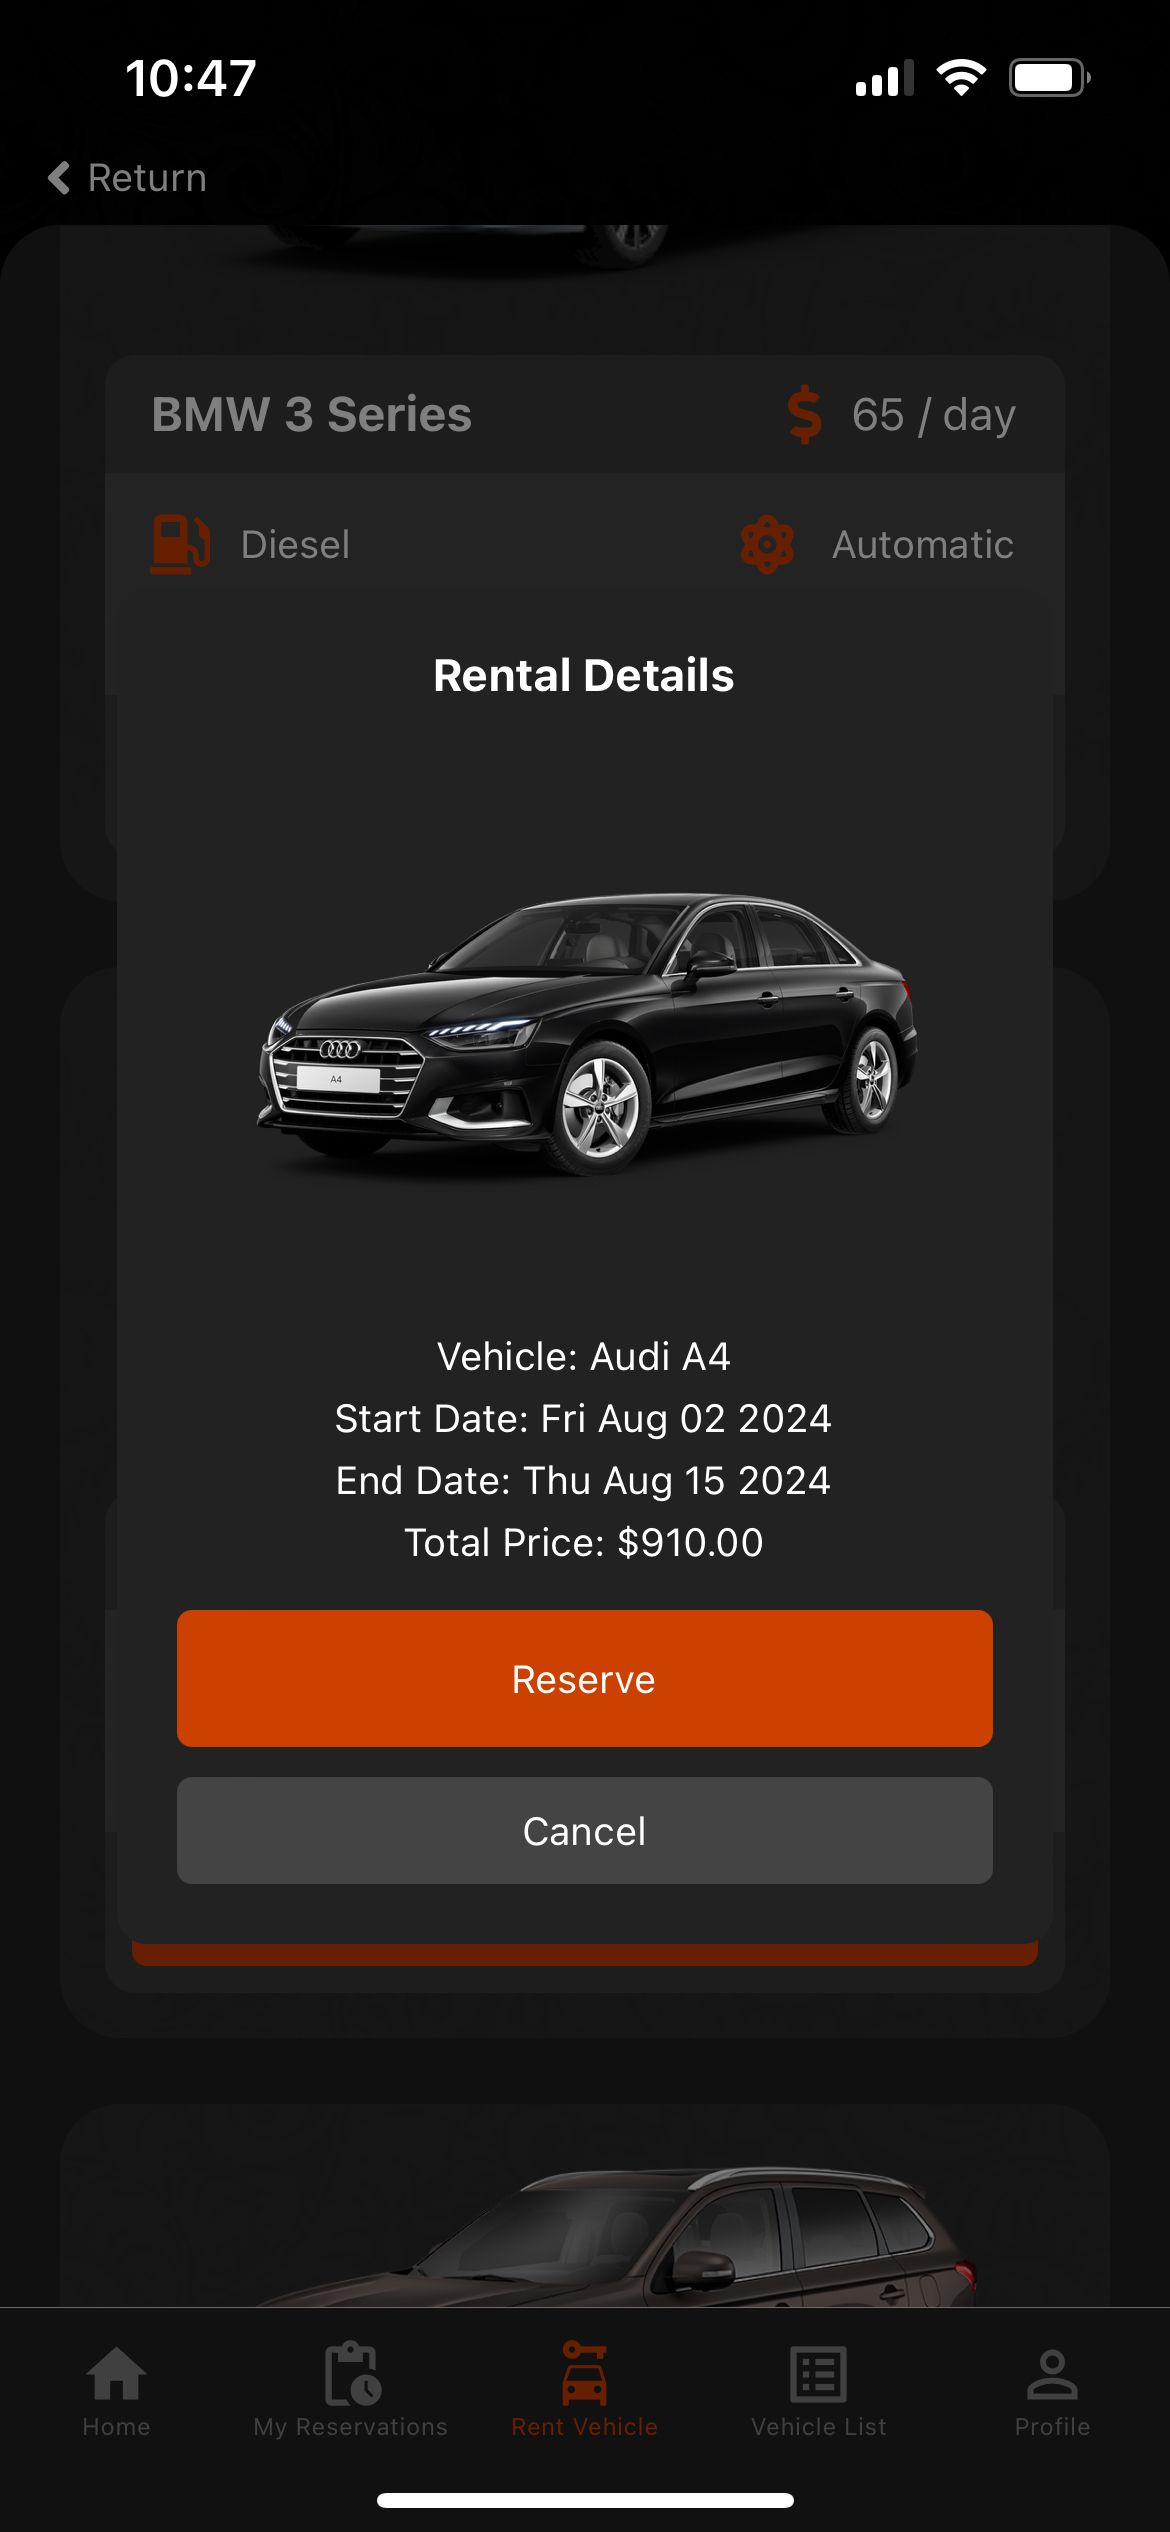 10:47
Return
BMW 3 Series
$ 65 / day
Diesel
Automatic
Rental Details
A4
Vehicle: Audi A4
Start Date: Fri Aug 02 2024
End Date: Thu Aug 15 2024
Total Price: $910.00
Reserve
Cancel
Home
My Reservations
Rent Vehicle
Vehicle List
Profile